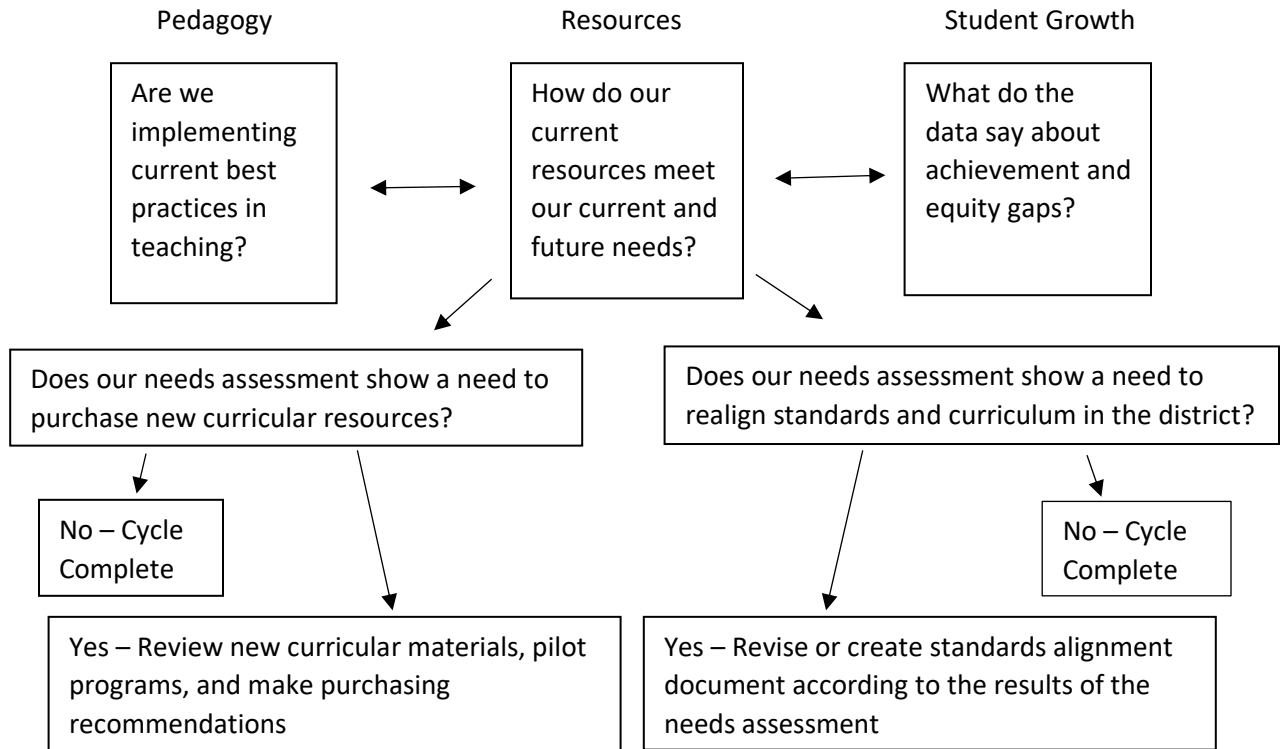 Pedagogy
Resources
Student Growth
Are we
implementing
current best
practices in
teaching?
How do our
current
resources meet
our current and
future needs?
What do the
data say about
achievement and
equity gaps?
Does our needs assessment show a need to
purchase new curricular resources?
Does our needs assessment show a need to
realign standards and curriculum in the district?
No – Cycle
Complete
No – Cycle
Complete
Yes – Review new curricular materials, pilot
programs, and make purchasing
recommendations
Yes – Revise or create standards alignment
document according to the results of the
needs assessment